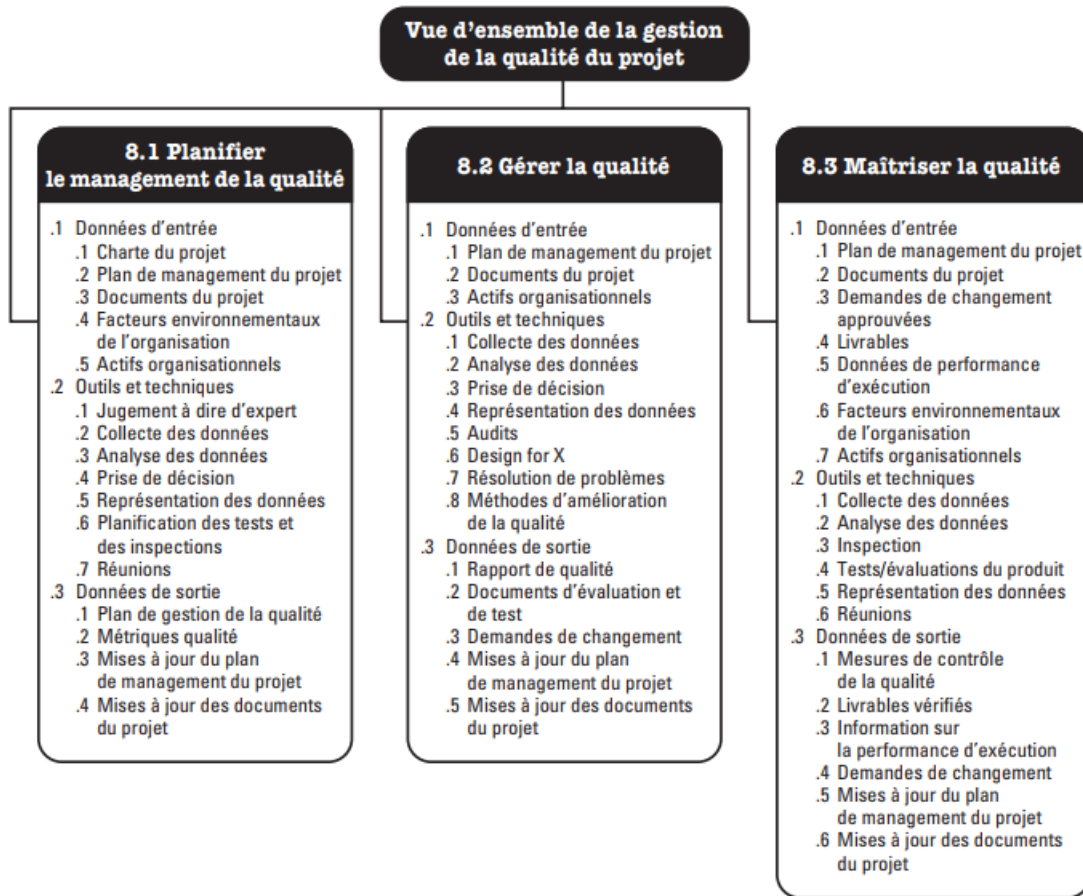 Vue d'ensemble de la gestion
de la qualité du projet
8.1 Planifier
le management de la qualité
.1 Données d'entrée
.1 Charte du projet
.2 Plan de management du projet
.3 Documents du projet
.4 Facteurs environnementaux
de l'organisation
.5 Actifs organisationnels
.2 Outils et techniques
.1 Jugement à dire d'expert
.2 Collecte des données
.3 Analyse des données
.4 Prise de décision
.5 Représentation des données
.6 Planification des tests et
des inspections
.7 Réunions
.3 Données de sortie
.1 Plan de gestion de la qualité
.2 Métriques qualité
.3 Mises à jour du plan
de management du projet
.4 Mises à jour des documents
du projet
8.2 Gérer la qualité
.1 Données d'entrée
.1 Plan de management du projet
.2 Documents du projet
.3 Actifs organisationnels
.2 Outils et techniques
.1 Collecte des données
.2 Analyse des données
.3 Prise de décision
.4 Représentation des données
.5 Audits
.6 Design for X
.7 Résolution de problèmes
.8 Méthodes d'amélioration
de la qualité
.3 Données de sortie
.1 Rapport de qualité
.2 Documents d'évaluation et
de test
.3 Demandes de changement
.4 Mises à jour du plan
de management du projet
.5 Mises à jour des documents
du projet
8.3 Maîtriser la qualité
.1 Données d'entrée
.1 Plan de management du projet
.2 Documents du projet
.3 Demandes de changement
approuvées
.4 Livrables
.5 Données de performance
d'exécution
.6 Facteurs environnementaux
de l'organisation
.7 Actifs organisationnels
.2 Outils et techniques
.1 Collecte des données
.2 Analyse des données
.3 Inspection
.4 Tests/évaluations du produit
.5 Représentation des données
.6 Réunions
.3 Données de sortie
.1 Mesures de contrôle
de la qualité
.2 Livrables vérifiés
.3 Information sur
la performance d'exécution
.4 Demandes de changement
.5 Mises à jour du plan
de management du projet
.6 Mises à jour des documents
du projet